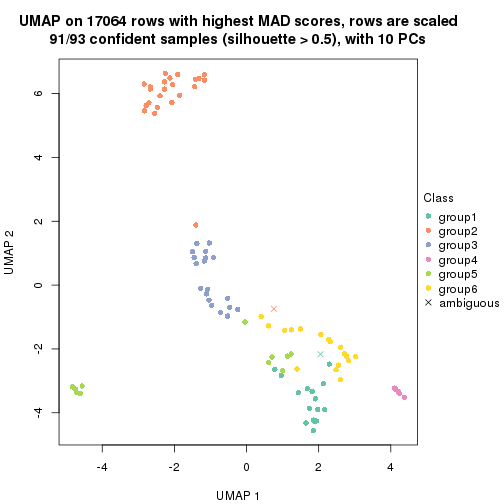 UMAP on 17064 rows with highest MAD scores, rows are scaled
91/93 confident samples (silhouette > 0.5), with 10 PCs
6
4
2
0
-2
-4
UMAP 2
-4
-2
0
2
4
UMAP 1
Class
group1
group2
group3
group4
group5
group6
ambiguous